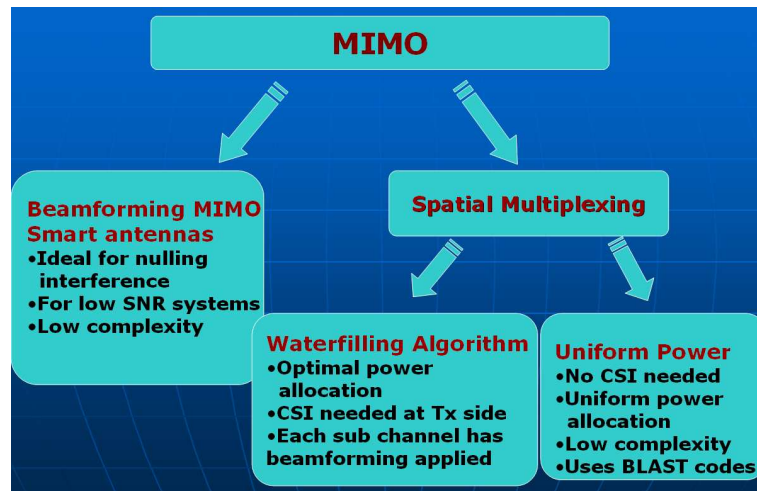 MIMO
Beamforming MIMO
Smart antennas
•Ideal for nulling
interference
•For low SNR systems
•Low complexity
Spatial Multiplexing
Waterfilling Algorithm
•Optimal power
allocation
•CSI needed at Tx side
•Each sub channel has
beamforming applied
Uniform Power
•No CSI needed
•Uniform power
allocation
•Low complexity
•Uses BLAST codes